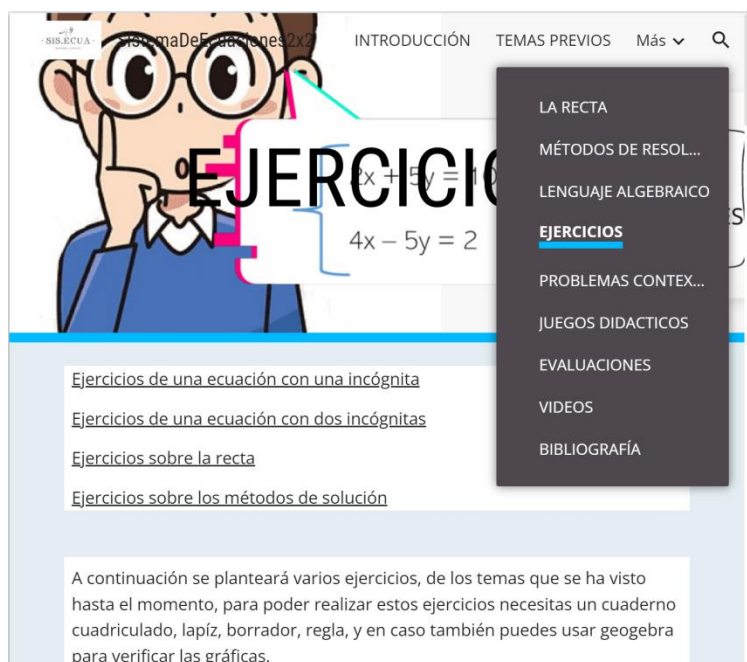 · SIS.ECUA ·
SistemaDeEcuaciones2x2
INTRODUCCIÓN
TEMAS PREVIOS
Más
LA RECTA
MÉTODOS DE RESOL...
LENGUAJE ALGEBRAICO
EJERCICIOS
PROBLEMAS CONTEX...
JUEGOS DIDACTICOS
EVALUACIONES
VIDEOS
BIBLIOGRAFÍA
EJERCICIO
2x + 5y = 10
4x – 5y = 2
ES
Ejercicios de una ecuación con una incógnita
Ejercicios de una ecuación con dos incógnitas
Ejercicios sobre la recta
Ejercicios sobre los métodos de solución
A continuación se planteará varios ejercicios, de los temas que se ha visto
hasta el momento, para poder realizar estos ejercicios necesitas un cuaderno
cuadriculado, lapíz, borrador, regla, y en caso también puedes usar geogebra
para verificar las gráficas.